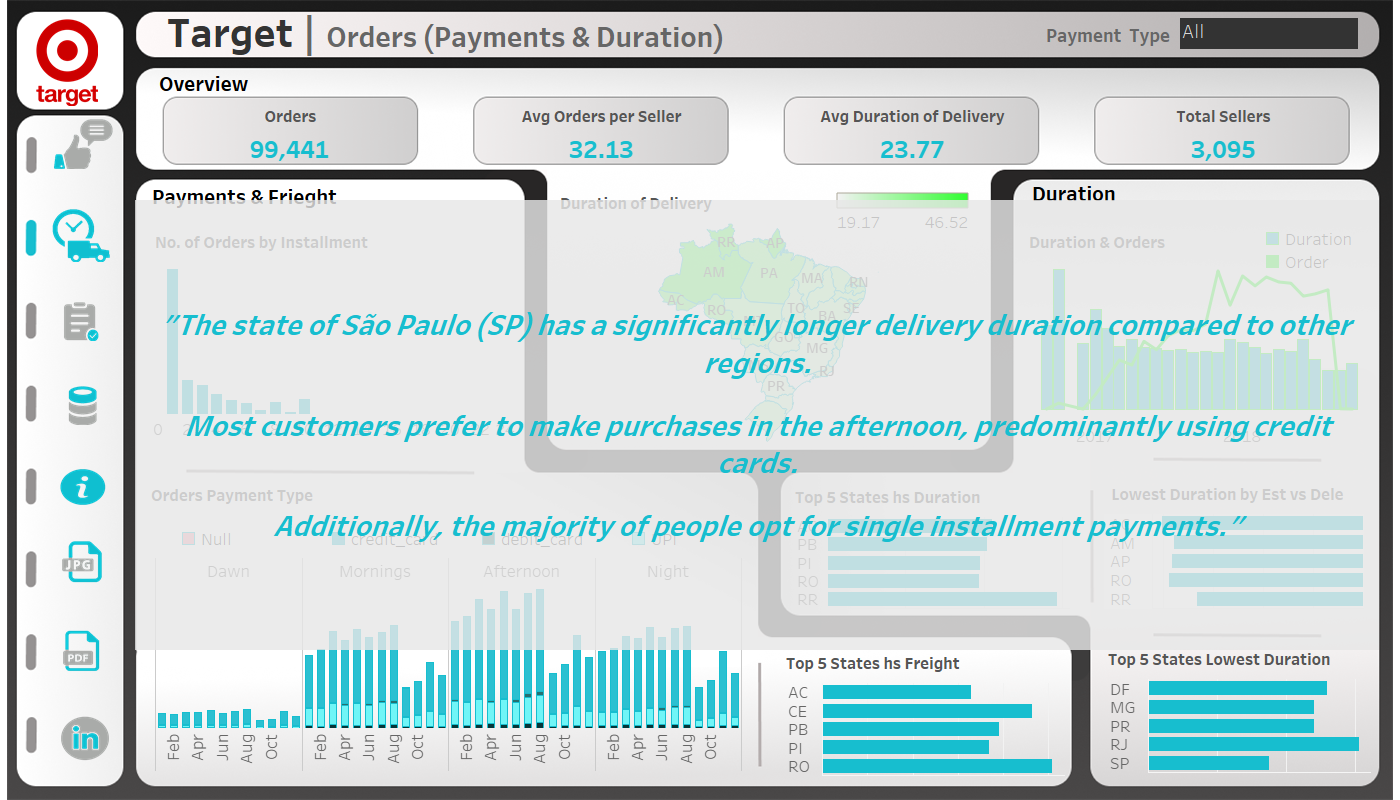 Target | Orders (Payments & Duration)
Payment Type
All
target
Overview
Orders
99,441
Avg Orders per Seller
32.13
Avg Duration of Delivery
23.77
Total Sellers
3,095
Payments & Frieght
Duration of Delivery
19.17 46.52
Duration
No. of Orders by Installment
0
RR AP
AM PA MA RN
AC RO TO BA SE
GO
MG
RJ
PR
Duration & Orders
Duration
Order
2017 2018
"The state of São Paulo (SP) has a significantly longer delivery duration compared to other
regions.
Most customers prefer to make purchases in the afternoon, predominantly using credit
cards.
Additionally, the majority of people opt for single installment payments."
Orders Payment Type
Null credit_card debit_card UPI
Dawn Mornings Afternoon Night
Feb Apr Jun Aug Oct Feb Apr Jun Aug Oct Feb Apr Jun Aug Oct Feb Apr Jun Aug Oct
Top 5 States hs Duration
PB
PI
RO
RR
Lowest Duration by Est vs Dele
AM
AP
RO
RR
Top 5 States hs Freight
AC
CE
PB
PI
RO
Top 5 States Lowest Duration
DF
MG
PR
RJ
SP
i
JPG
PDF
in